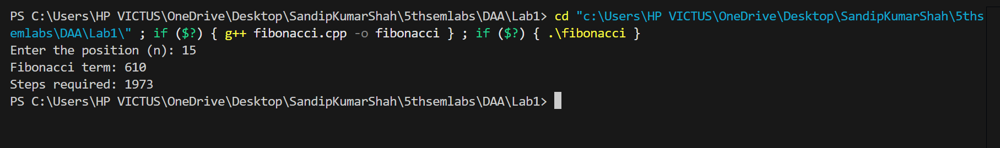 PS C:\Users\HP VICTUS\OneDrive\Desktop\SandipKumarShah\5thsemlabs\DAA\Lab1> cd "c:\Users\HP VICTUS\OneDrive\Desktop\SandipKumarShah\5ths
emlabs\DAA\Lab1\" ; if ($?) { g++ fibonacci.cpp -o fibonacci } ; if ($?) { .\fibonacci }
Enter the position (n): 15
Fibonacci term: 610
Steps required: 1973
PS C:\Users\HP VICTUS\OneDrive\Desktop\SandipKumarShah\5thsemlabs\DAA\Lab1>